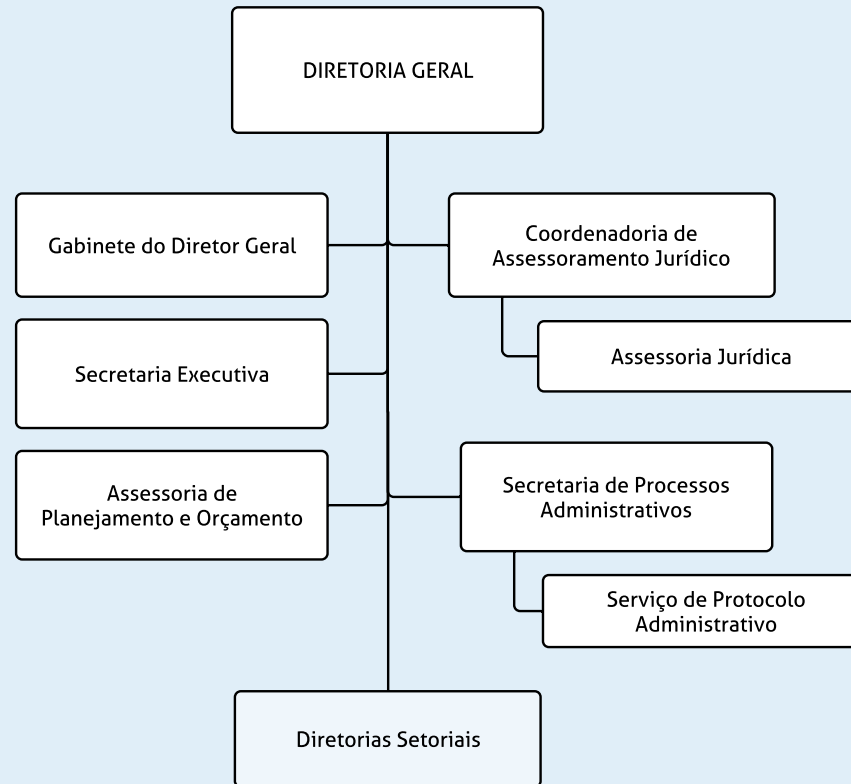 DIRETORIA GERAL
Gabinete do Diretor Geral
Coordenadoria de
Assessoramento Jurídico
Secretaria Executiva
Assessoria Jurídica
Assessoria de
Planejamento e Orçamento
Secretaria de Processos
Administrativos
Serviço de Protocolo
Administrativo
Diretorias Setoriais